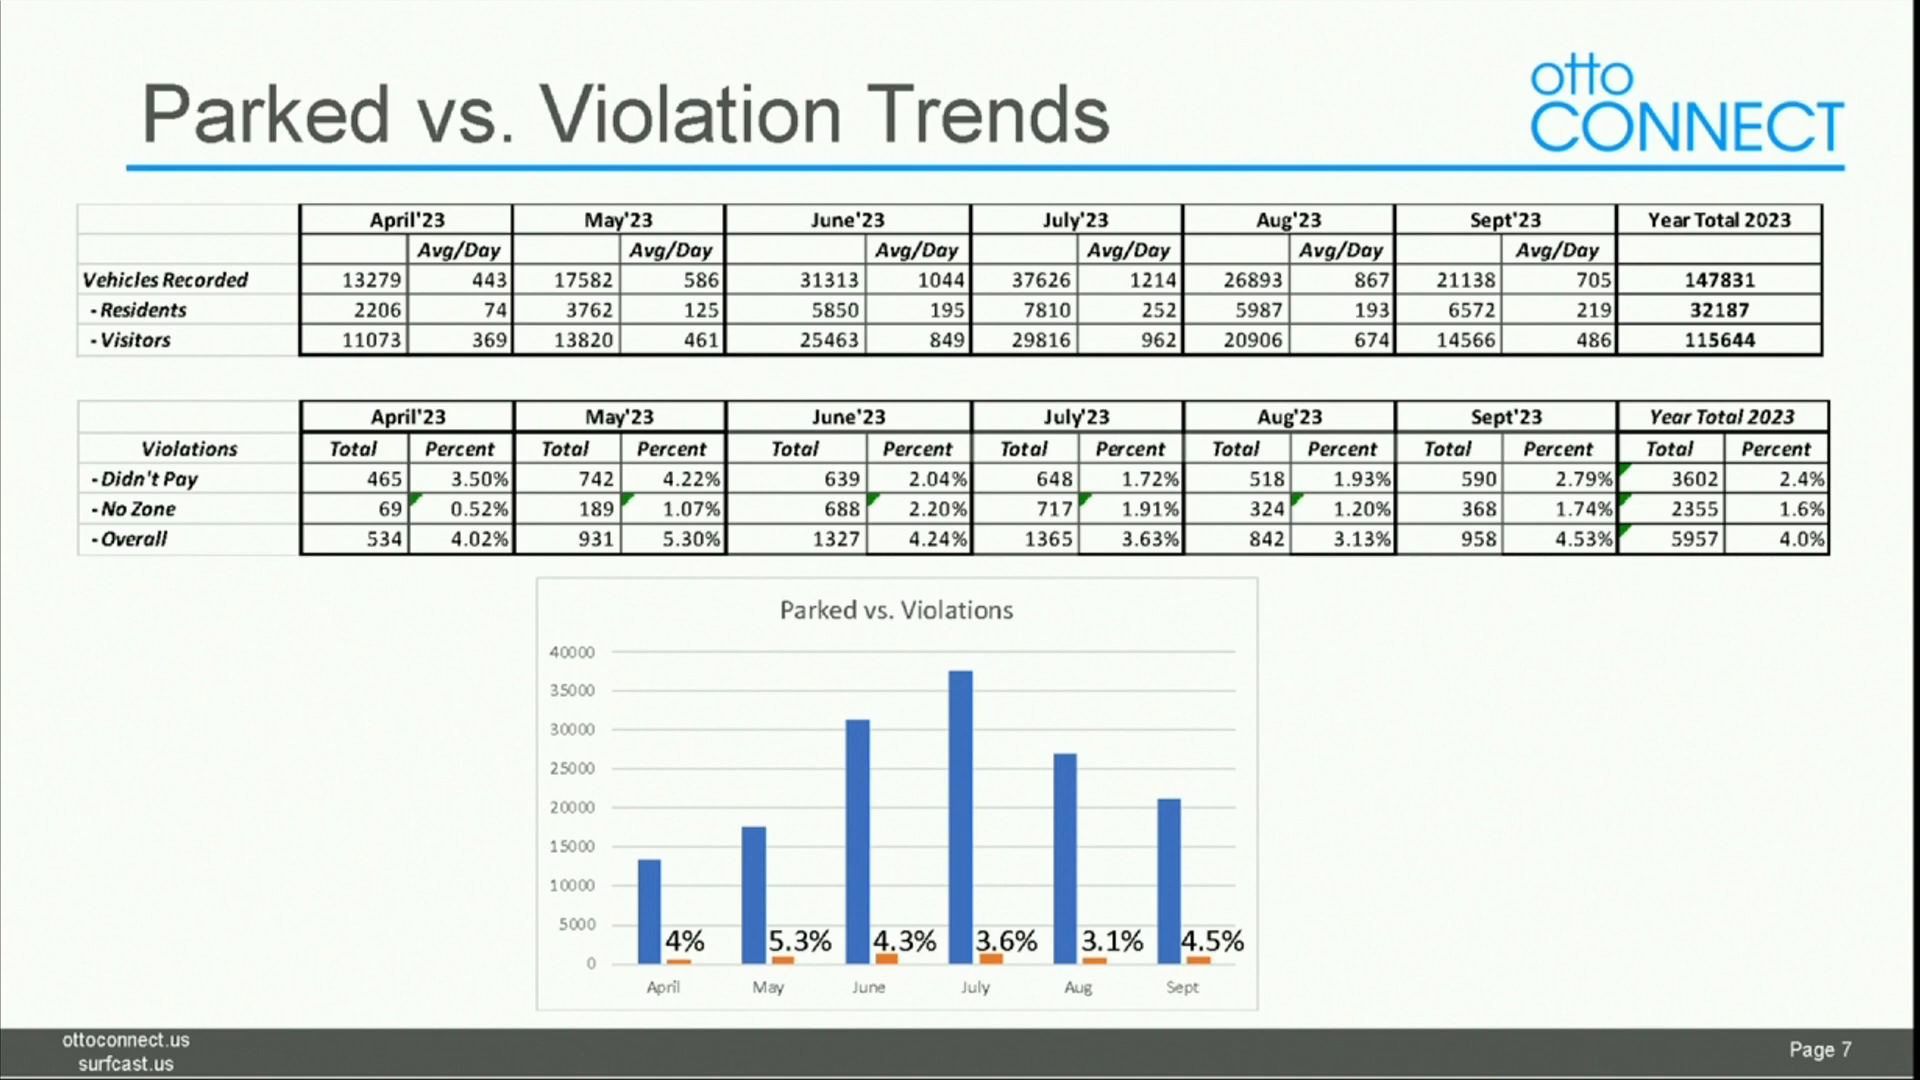 Parked vs. Violation Trends
otto
CONNECT
April'23 May'23 June'23 July'23 Aug'23 Sept'23 Year Total 2023
Avg/Day Avg/Day Avg/Day Avg/Day Avg/Day Avg/Day
Vehicles Recorded 13279 443 17582 586 31313 1044 37626 1214 26893 867 21138 705 147831
- Residents 2206 74 3762 125 5850 195 7810 252 5987 193 6572 219 32187
- Visitors 11073 369 13820 461 25463 849 29816 962 20906 674 14566 486 115644
April'23 May'23 June'23 July'23 Aug'23 Sept'23 Year Total 2023
Violations Total Percent Total Percent Total Percent Total Percent Total Percent Total Percent Total Percent
- Didn't Pay 465 3.50% 742 4.22% 639 2.04% 648 1.72% 518 1.93% 590 2.79% 3602 2.4%
- No Zone 69 0.52% 189 1.07% 688 2.20% 717 1.91% 324 1.20% 368 1.74% 2355 1.6%
- Overall 534 4.02% 931 5.30% 1327 4.24% 1365 3.63% 842 3.13% 958 4.53% 5957 4.0%
Parked vs. Violations
40000
35000
30000
25000
20000
15000
10000
5000
4% 5.3% 4.3% 3.6% 3.1% 4.5%
0
April May June July Aug Sept
ottoconnect.us
surfcast.us
Page 7